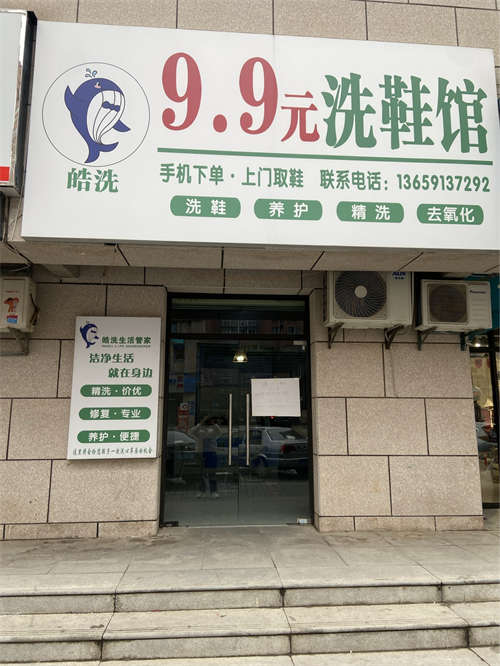 9.9元洗鞋馆
皓洗
手机下单·上门取鞋 联系电话：13659137292
洗鞋 养护 精洗 去氧化
皓洗生活管家
洁净生活
就在身边
精洗·价优
修复·专业
养护·便捷